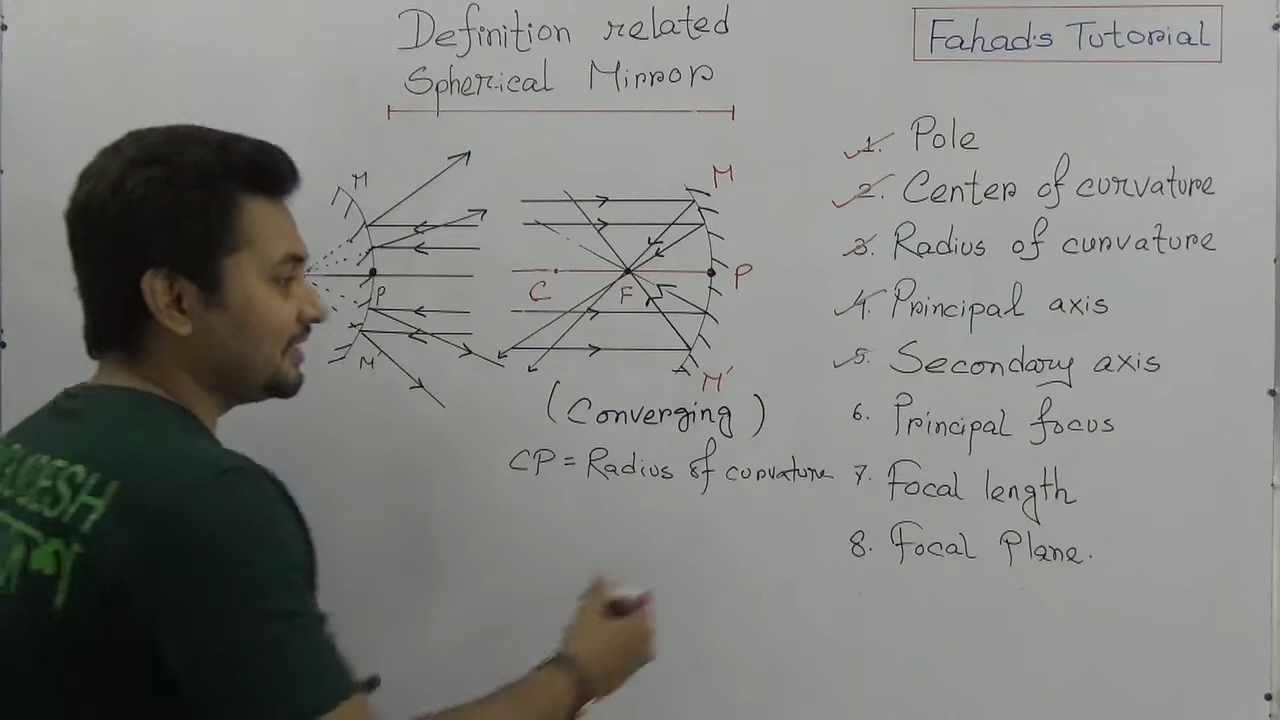 Definition related
Spherical Mirror
Fahad's Tutorial
1. Pole
2. Center of curvature
3. Radius of curvature
4. Principal axis
5. Secondary axis
6. Principal focus
7. Focal length
8. Focal Plane.
M
P
M'
M
C
F
P
M'
(Converging)
CP = Radius of curvature